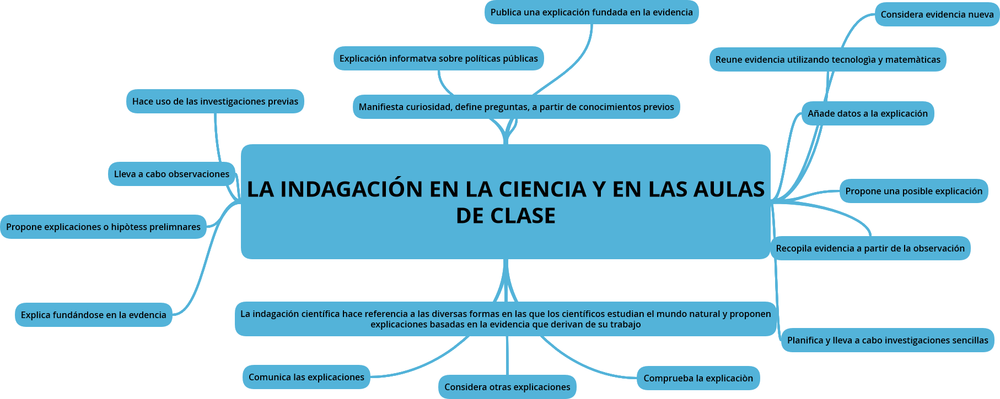 Publica una explicación fundada en la evidencia
Considera evidencia nueva
Explicación informatva sobre políticas públicas
Reune evidencia utilizando tecnologìa y matemàticas
Hace uso de las investigaciones previas
Manifiesta curiosidad, define preguntas, a partir de conocimientos previos
Añade datos a la explicación
Lleva a cabo observaciones
LA INDAGACIÓN EN LA CIENCIA Y EN LAS AULAS
DE CLASE
Propone una posible explicación
Propone explicaciones o hipòtess prelimnares
Recopila evidencia a partir de la observación
Explica fundándose en la evdencia
La indagación científica hace referencia a las diversas formas en las que los científicos estudian el mundo natural y proponen
explicaciones basadas en la evidencia que derivan de su trabajo
Planifica y lleva a cabo investigaciones sencillas
Comunica las explicaciones
Considera otras explicaciones
Comprueba la explicaciòn